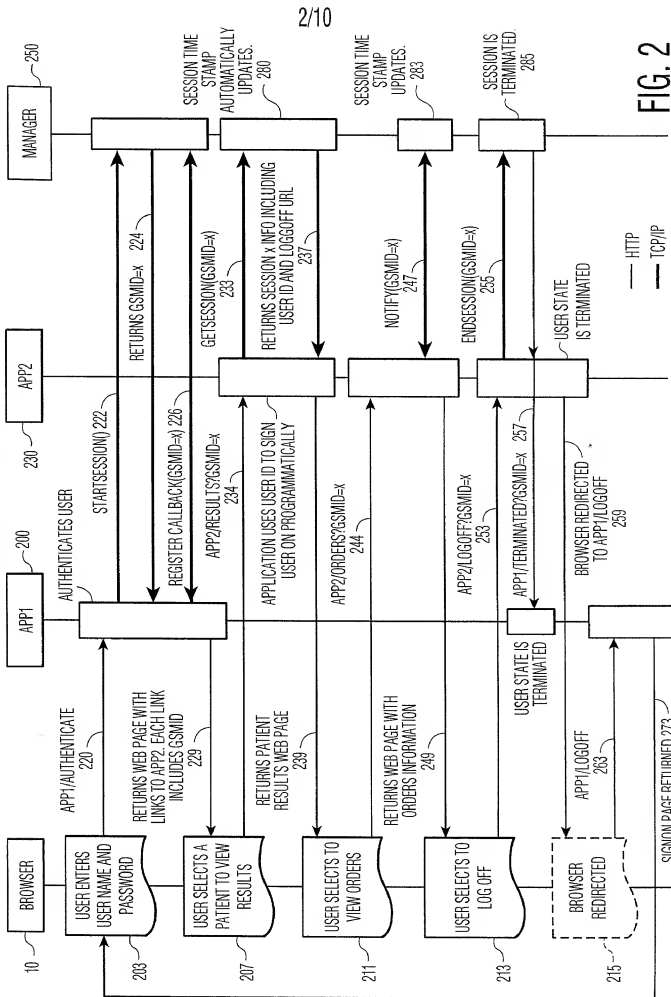 2/10
BROWSER
10
APP1
200
APP2
230
MANAGER
250
USER ENTERS
USER NAME AND
PASSWORD
203
APP1/AUTHENTICATE
220
AUTHENTICATES USER
STARTSESSION() 222
RETURNS GSMID=x
224
REGISTER CALLBACK(GSMID=x) 226
RETURNS WEB PAGE WITH
LINKS TO APP2. EACH LINK
INCLUDES GSMID
229
USER SELECTS A
PATIENT TO VIEW
RESULTS
207
APP2/RESULTS?GSMID=x
234
GETSESSION(GSMID=x)
233
SESSION TIME
STAMP
AUTOMATICALLY
UPDATES.
280
RETURNS SESSION x INFO INCLUDING
USER ID AND LOGGOFF URL
237
APPLICATION USES USER ID TO SIGN
USER ON PROGRAMMATICALLY
RETURNS PATIENT
RESULTS WEB PAGE
239
USER SELECTS TO
VIEW ORDERS
211
APP2/ORDERS?GSMID=x
244
NOTIFY(GSMID=x)
247
SESSION TIME
STAMP
UPDATES.
283
RETURNS WEB PAGE WITH
ORDERS INFORMATION
249
USER SELECTS TO
LOG OFF
213
APP2/LOGOFF?GSMID=x
253
ENDSESSION(GSMID=x)
255
SESSION IS
TERMINATED.
285
APP1/TERMINATED?GSMID=x 257
USER STATE IS
TERMINATED
USER STATE
IS TERMINATED
BROWSER REDIRECTED
TO APP1/LOGOFF
259
BROWSER
REDIRECTED
215
APP1/LOGOFF
263
SIGNON PAGE RETURNED 273
HTTP
TCP/IP
FIG. 2